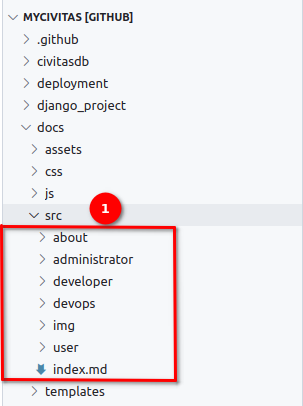 MYCIVITAS [GITHUB]
.github
civitasdb
deployment
django_project
docs
assets
css
js
src 1
about
administrator
developer
devops
img
user
index.md
templates